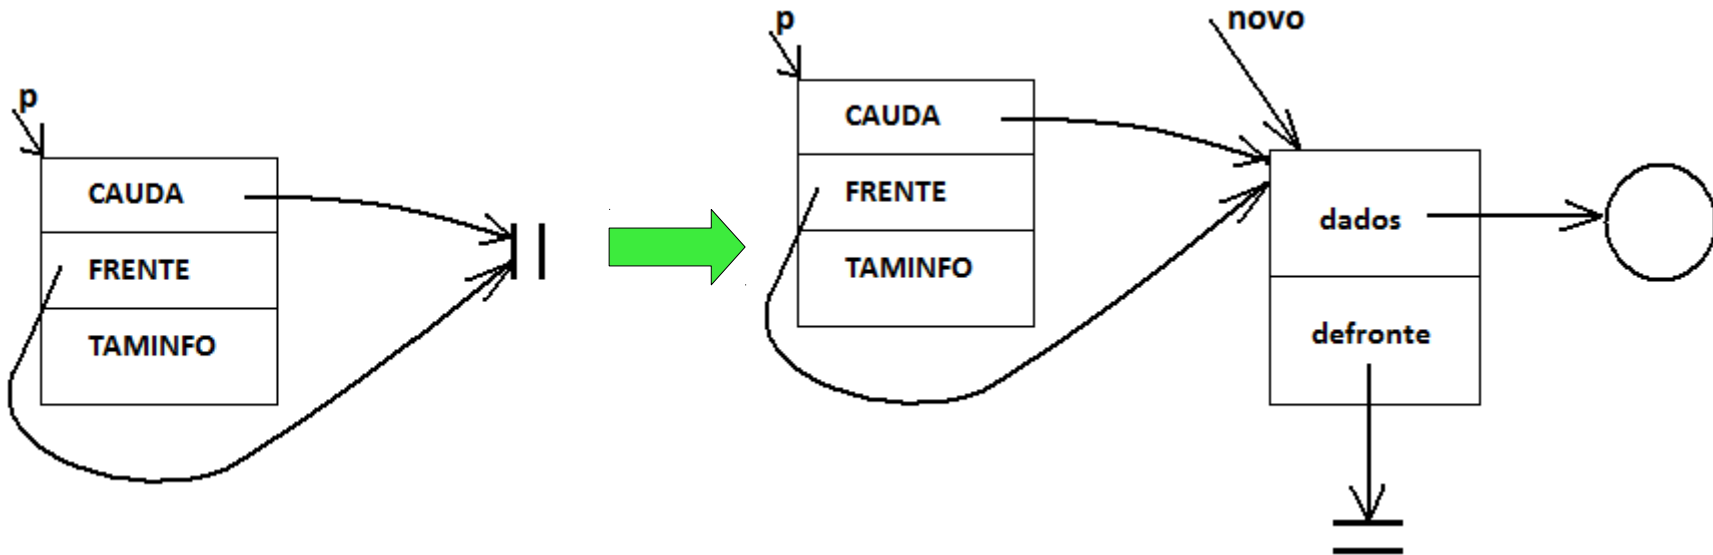 p
CAUDA
FRENTE
TAMINFO
p
CAUDA
FRENTE
TAMINFO
novo
dados
defronte